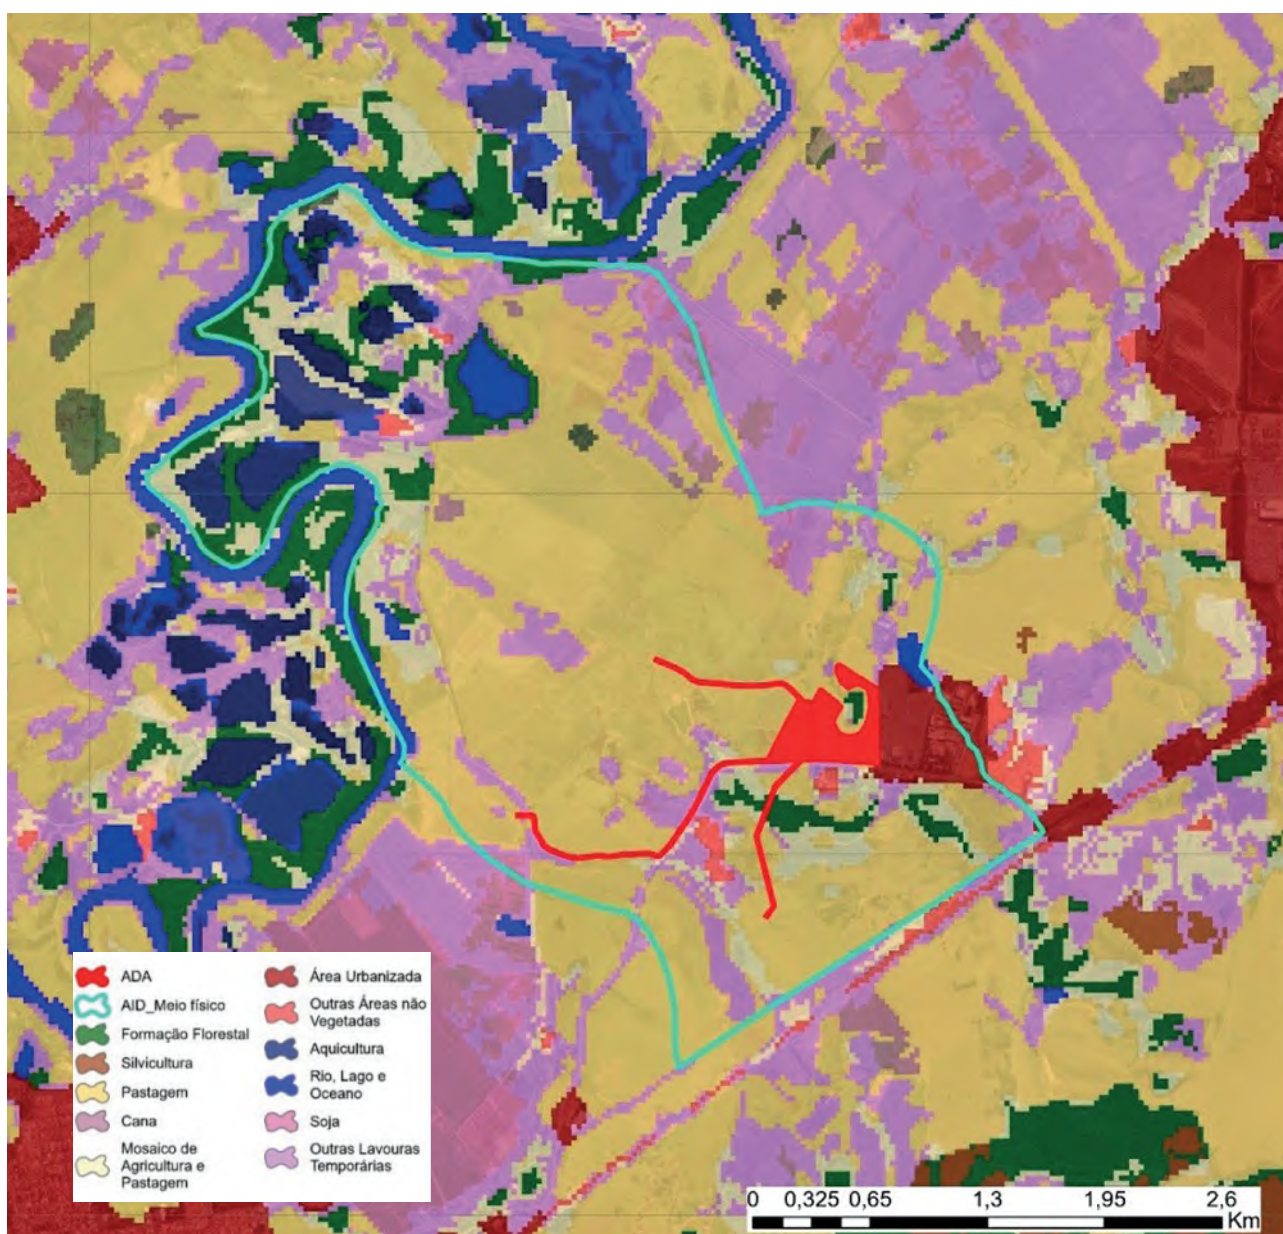 ADA
AID_Meio físico
Formação Florestal
Silvicultura
Pastagem
Cana
Mosaico de
Agricultura e
Pastagem
Área Urbanizada
Outras Áreas não
Vegetadas
Aquicultura
Rio, Lago e
Oceano
Soja
Outras Lavouras
Temporárias
0 0,325 0,65 1,3 1,95 2,6
Km